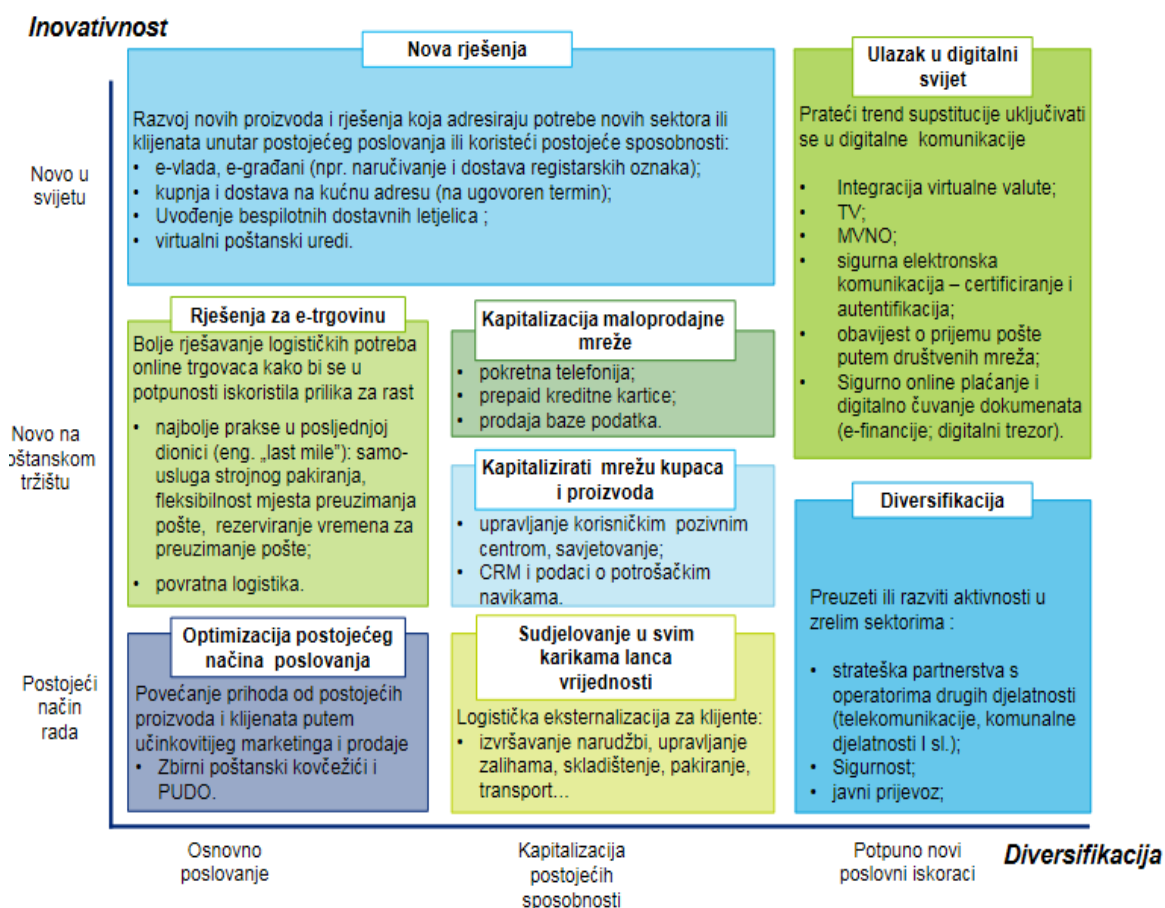 Inovativnost
Nova rješenja
Razvoj novih proizvoda i rješenja koja adresiraju potrebe novih sektora ili
klijenata unutar postojećeg poslovanja ili koristeći postojeće sposobnosti:
• e-vlada, e-građani (npr. naručivanje i dostava registarskih oznaka);
• kupnja i dostava na kućnu adresu (na ugovoren termin);
• Uvođenje bespilotnih dostavnih letjelica ;
• virtualni poštanski uredi.
Ulazak u digitalni
svijet
Prateći trend supstitucije uključivati
se u digitalne komunikacije
• Integracija virtualne valute;
• TV;
• MVNO;
• sigurna elektronska
komunikacija – certificiranje i
autentifikacija;
• obavijest o prijemu pošte
putem društvenih mreža;
• Sigurno online plaćanje i
digitalno čuvanje dokumenata
(e-financije; digitalni trezor).
Novo u
svijetu
Rješenja za e-trgovinu
Bolje rješavanje logističkih potreba
online trgovaca kako bi se u
potpunosti iskoristila prilika za rast
• najbolje prakse u posljednjoj
dionici (eng. „last mile”): samo-
usluga strojnog pakiranja,
fleksibilnost mjesta preuzimanja
pošte, rezerviranje vremena za
preuzimanje pošte;
• povratna logistika.
Kapitalizacija maloprodajne
mreže
• pokretna telefonija;
• prepaid kreditne kartice;
• prodaja baze podatka.
Novo na
oštanskom
tržištu
Kapitalizirati mrežu kupaca
i proizvoda
• upravljanje korisničkim pozivnim
centrom, savjetovanje;
• CRM i podaci o potrošačkim
navikama.
Diversifikacija
Preuzeti ili razviti aktivnosti u
zrelim sektorima :
• strateška partnerstva s
operatorima drugih djelatnosti
(telekomunikacije, komunalne
djelatnosti I sl.);
• Sigurnost;
• javni prijevoz;
Optimizacija postojećeg
načina poslovanja
Povećanje prihoda od postojećih
proizvoda i klijenata putem
učinkovitijeg marketinga i prodaje
• Zbirni poštanski kovčežići i
PUDO.
Sudjelovanje u svim
karikama lanca
vrijednosti
Logistička eksternalizacija za klijente:
• izvršavanje narudžbi, upravljanje
zalihama, skladištenje, pakiranje,
transport…
Postojeći
način
rada
Osnovno
poslovanje
Kapitalizacija
postojećih
sposobnosti
Potpuno novi
poslovni iskoraci
Diversifikacija